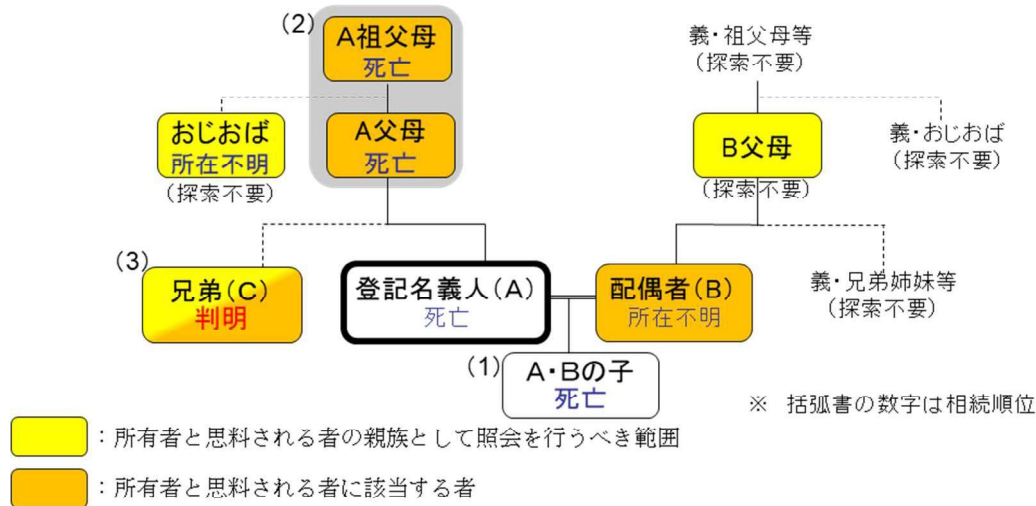 (2)
A祖父母
死亡
義・祖父母等
(探索不要)
おじおば
所在不明
(探索不要)
A父母
死亡
B父母
(探索不要)
義・おじおば
(探索不要)
(3)
兄弟(C)
判明
登記名義人(A)
死亡
配偶者(B)
所在不明
義・兄弟姉妹等
(探索不要)
(1)
A・Bの子
死亡
※ 括弧書の数字は相続順位
:所有者と思料される者の親族として照会を行うべき範囲
:所有者と思料される者に該当する者